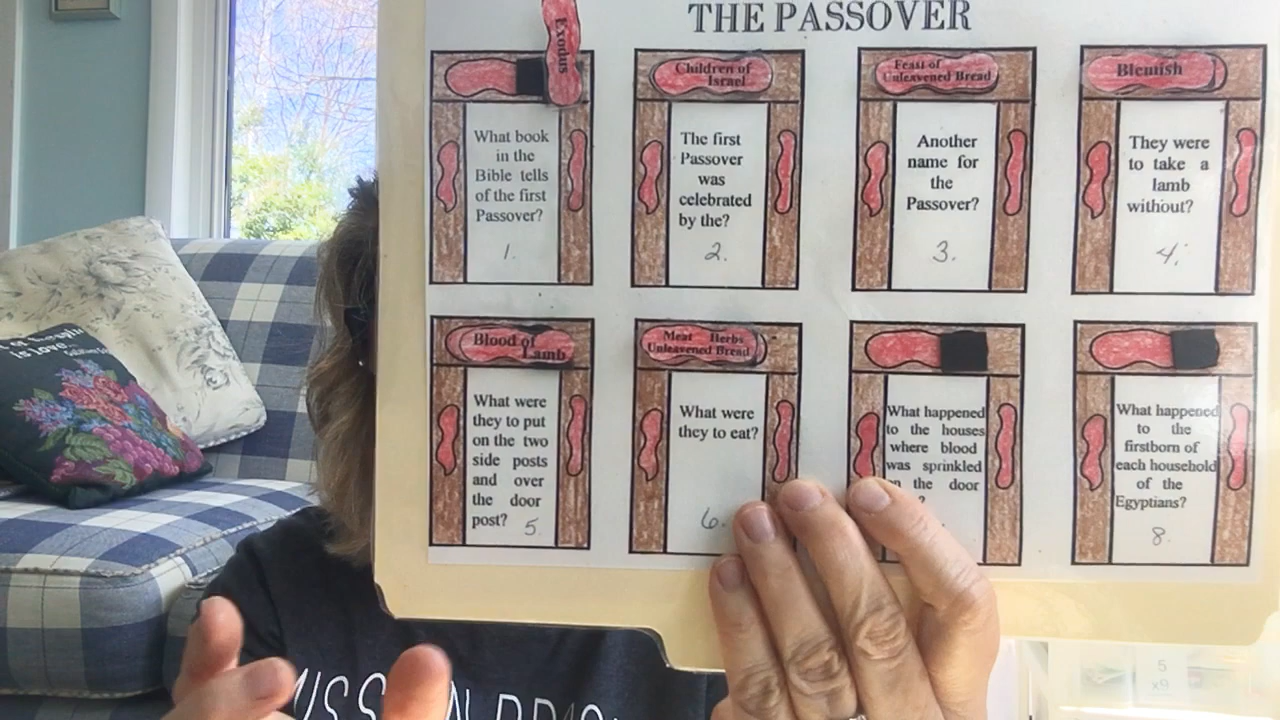 THE PASSOVER
Exodus
What book
in the
Bible tells
of the first
Passover?
1.
Children of
Israel
The first
Passover
was
celebrated
by the?
2.
Feast of
Unleavened Bread
Another
name for
the
Passover?
3.
Blemish
They were
to take a
lamb
without?
4.
Blood of
Lamb
What were
they to put
on the two
side posts
and over
the door
post? 5.
Meat Herbs
Unleavened Bread
What were
they to eat?
6.
What happened
to the houses
where blood
was sprinkled
the door
?
What happened
to the
firstborn of
each household
of the
Egyptians?
8.
is love.
5
x9